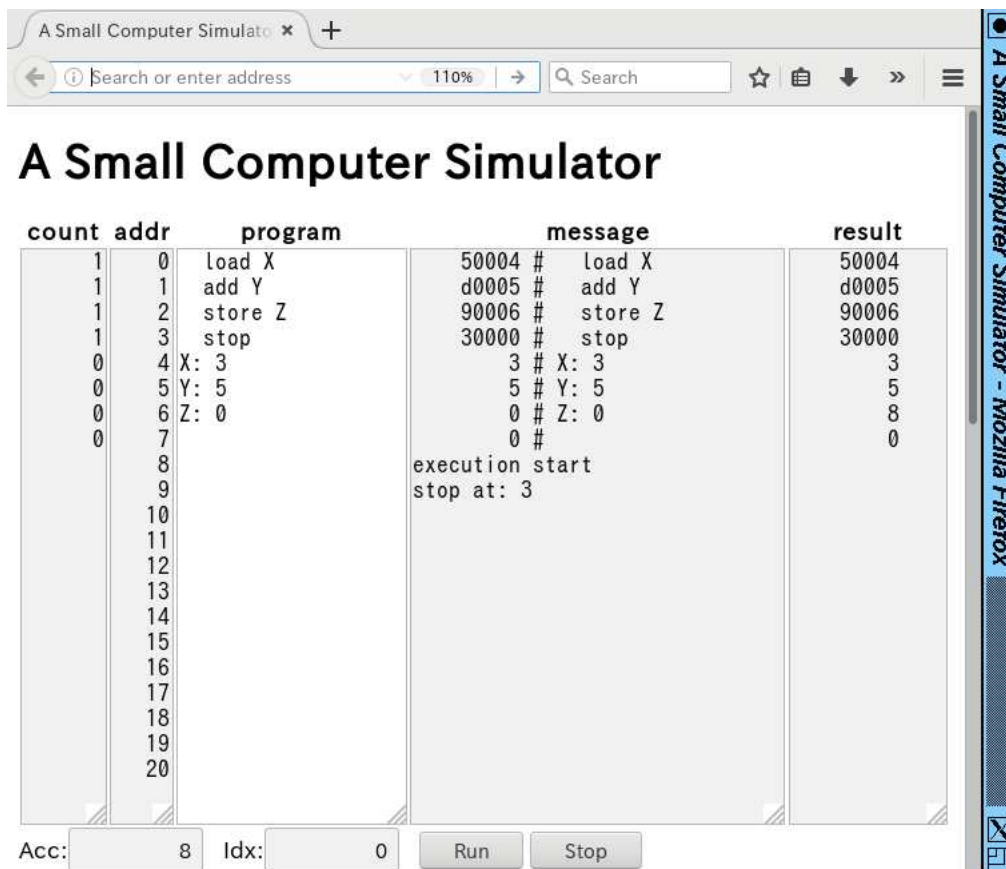 A Small Computer Simulato
Search or enter address 110% Search
A Small Computer Simulator
count addr program message result
1 0 load X 50004 # load X 50004
1 1 add Y d0005 # add Y d0005
1 2 store Z 90006 # store Z 90006
1 3 stop 30000 # stop 30000
0 4 X: 3 3 # X: 3 3
0 5 Y: 5 5 # Y: 5 5
0 6 Z: 0 0 # Z: 0 8
0 7 0 # 0
8 execution start
9 stop at: 3
10
11
12
13
14
15
16
17
18
19
20
Acc: 8 Idx: 0 Run Stop
A Small Computer Simulator - Mozilla Firefox